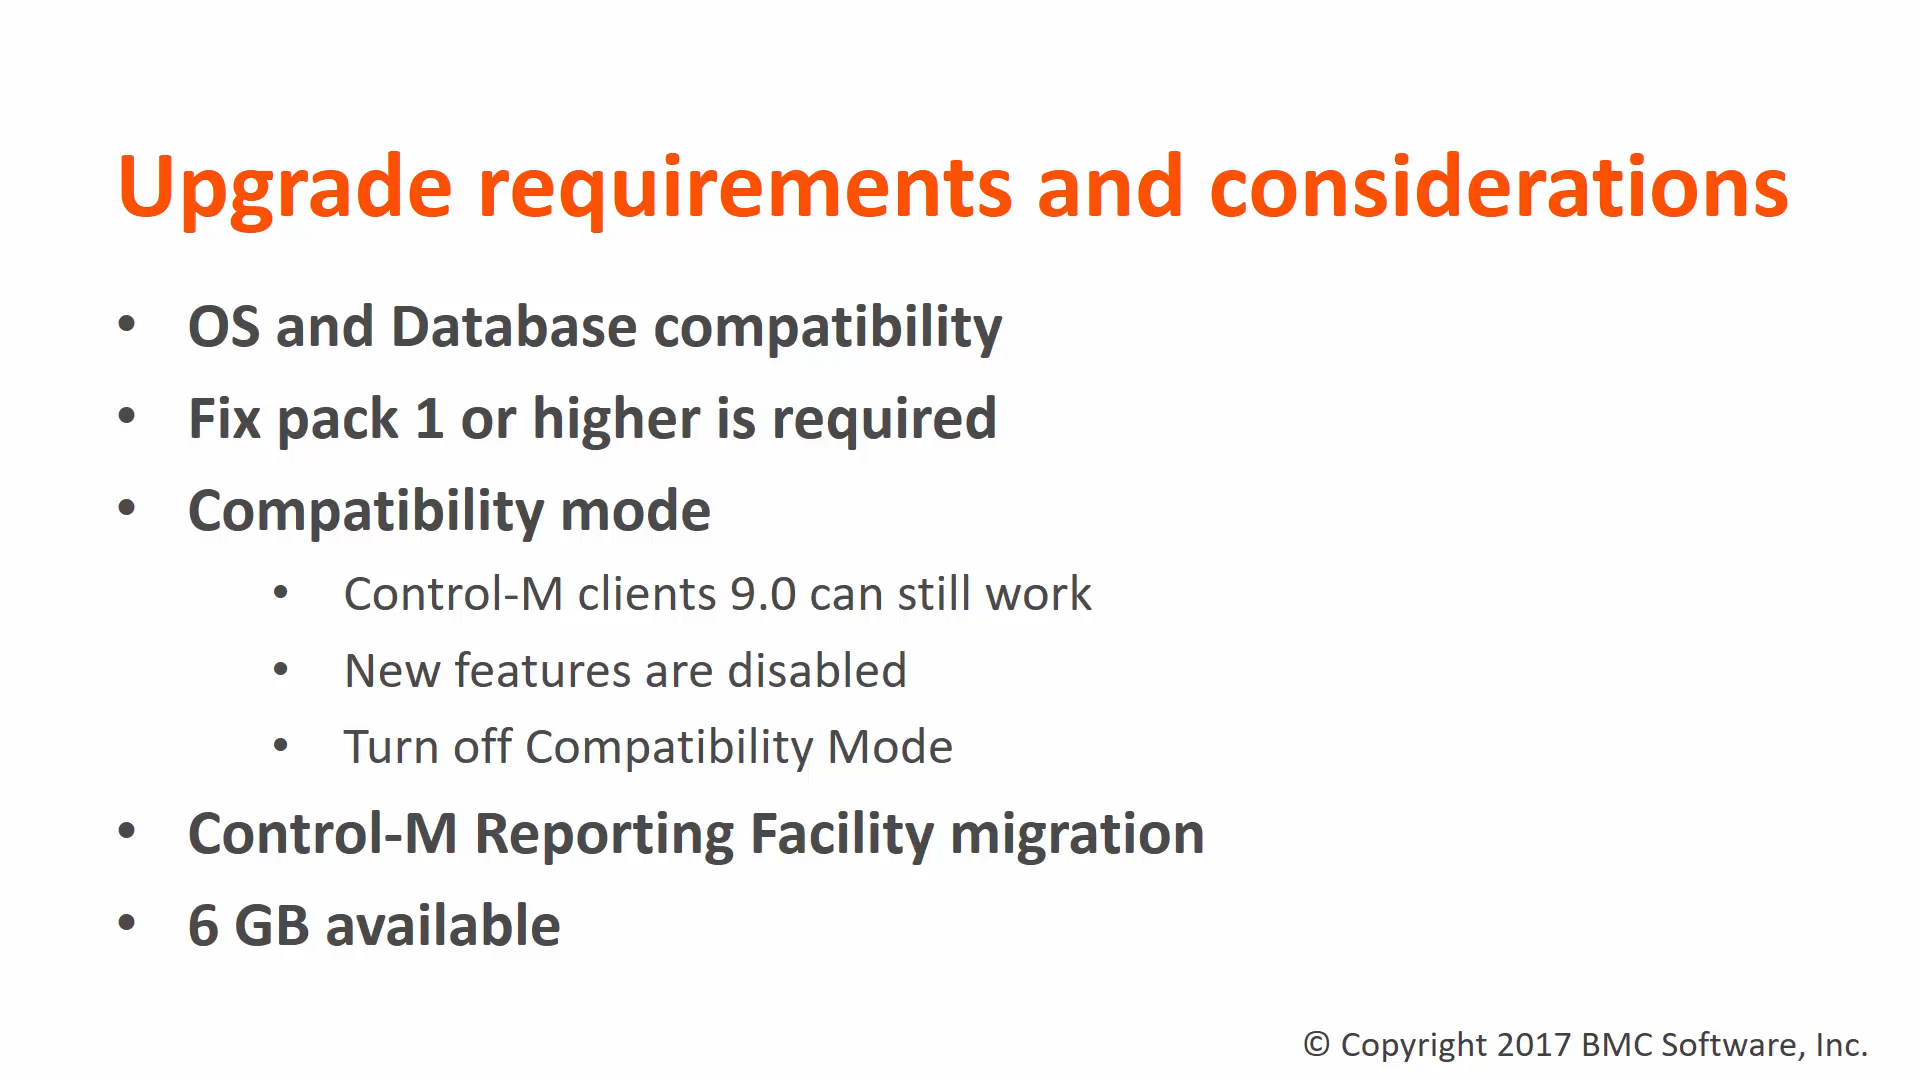 Upgrade requirements and considerations
• OS and Database compatibility
• Fix pack 1 or higher is required
• Compatibility mode
• Control-M clients 9.0 can still work
• New features are disabled
• Turn off Compatibility Mode
• Control-M Reporting Facility migration
• 6 GB available
© Copyright 2017 BMC Software, Inc.